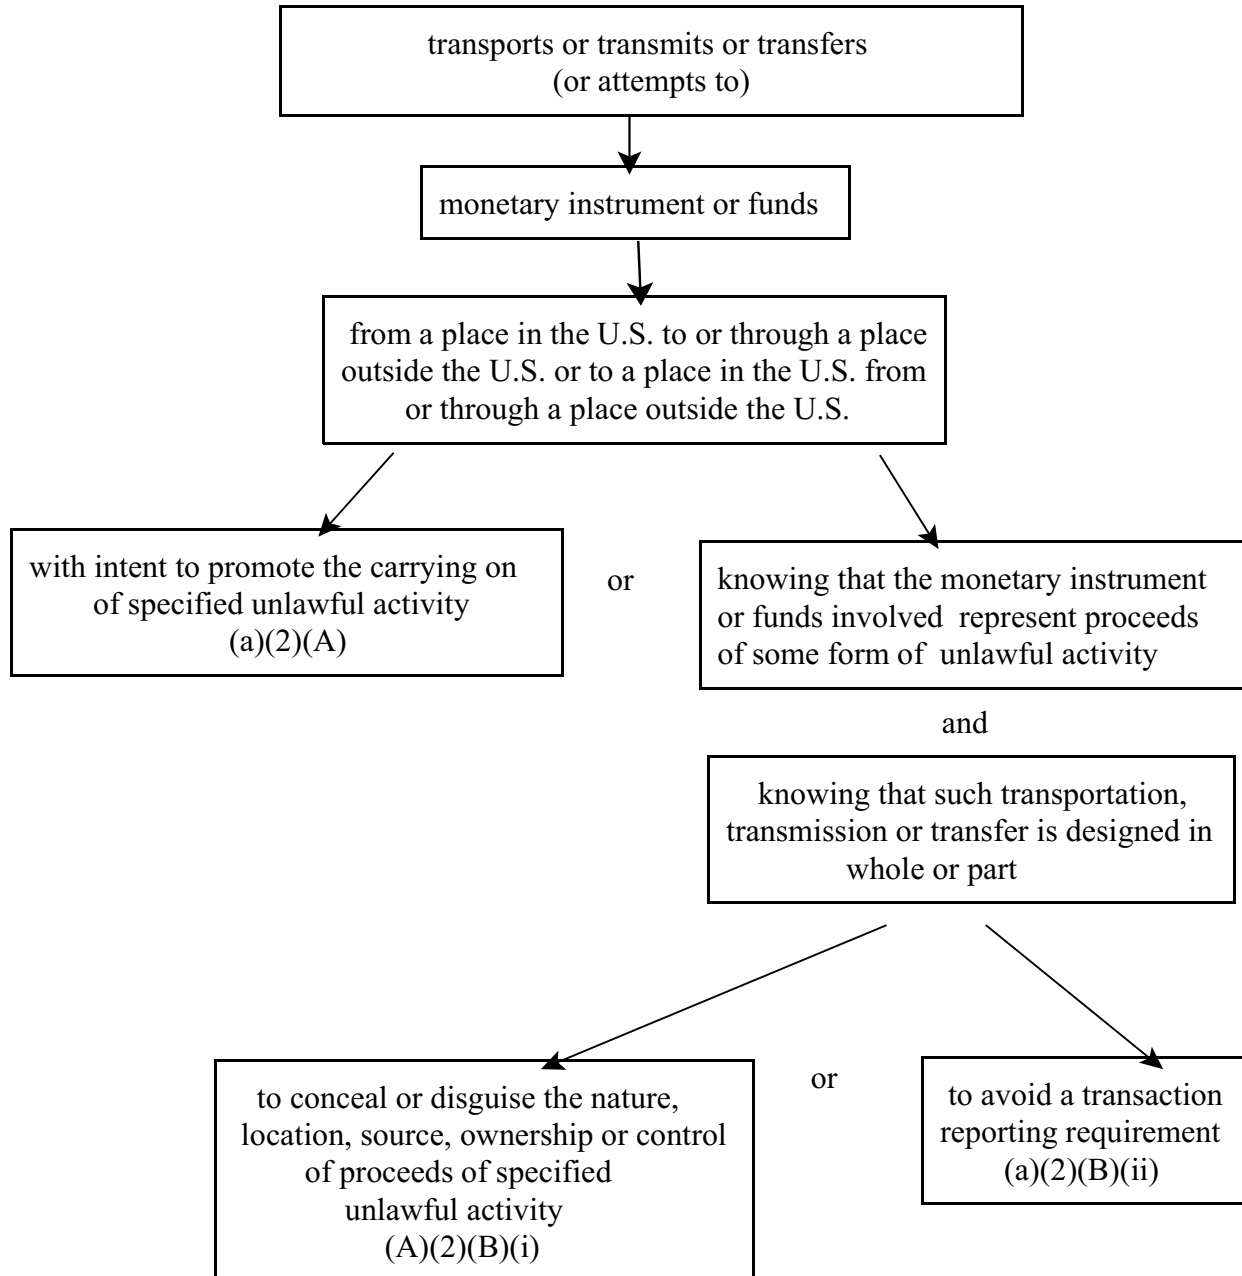 transports or transmits or transfers
(or attempts to)
monetary instrument or funds
from a place in the U.S. to or through a place
outside the U.S. or to a place in the U.S. from
or through a place outside the U.S.
with intent to promote the carrying on
of specified unlawful activity
(a)(2)(A)
or
knowing that the monetary instrument
or funds involved represent proceeds
of some form of unlawful activity
and
knowing that such transportation,
transmission or transfer is designed in
whole or part
to conceal or disguise the nature,
location, source, ownership or control
of proceeds of specified
unlawful activity
(A)(2)(B)(i)
or
to avoid a transaction
reporting requirement
(a)(2)(B)(ii)